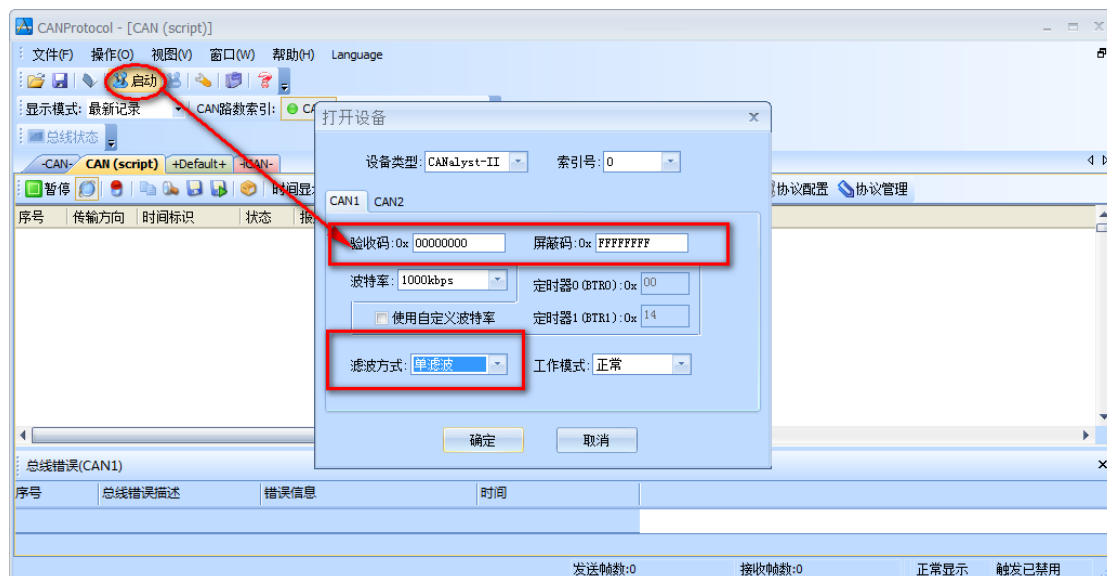 CANProtocol - [CAN (script)]
文件(F) 操作(O) 视图(V) 窗口(W) 帮助(H) Language
启动
显示模式: 最新记录 CAN路数索引: CA
总线状态
-CAN- CAN (script) +Default+ -iCAN-
暂停 时间显 协议配置 协议管理
序号 传输方向 时间标识 状态 报
打开设备
设备类型: CANalyst-II 索引号: 0
CAN1 CAN2
验收码:0x 00000000 屏蔽码:0x FFFFFFFF
波特率: 1000kbps 定时器0(BTR0):0x 00
使用自定义波特率 定时器1(BTR1):0x 14
滤波方式: 单滤波 工作模式: 正常
确定 取消
总线错误(CAN1)
序号 总线错误描述 错误信息 时间
发送帧数:0 接收帧数:0 正常显示 触发已禁用